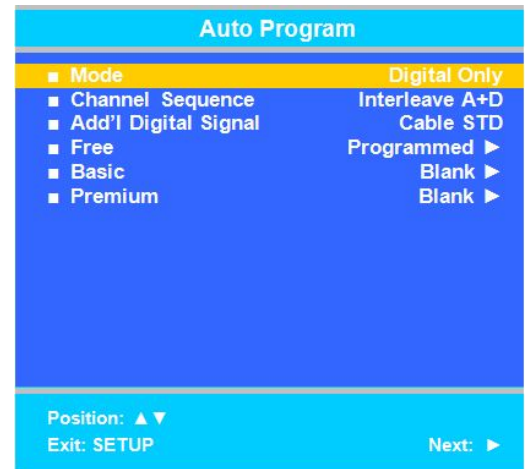 Auto Program
■ Mode Digital Only
■ Channel Sequence Interleave A+D
■ Add'l Digital Signal Cable STD
■ Free Programmed ►
■ Basic Blank ►
■ Premium Blank ►
Position: ▲▼
Exit: SETUP Next: ►